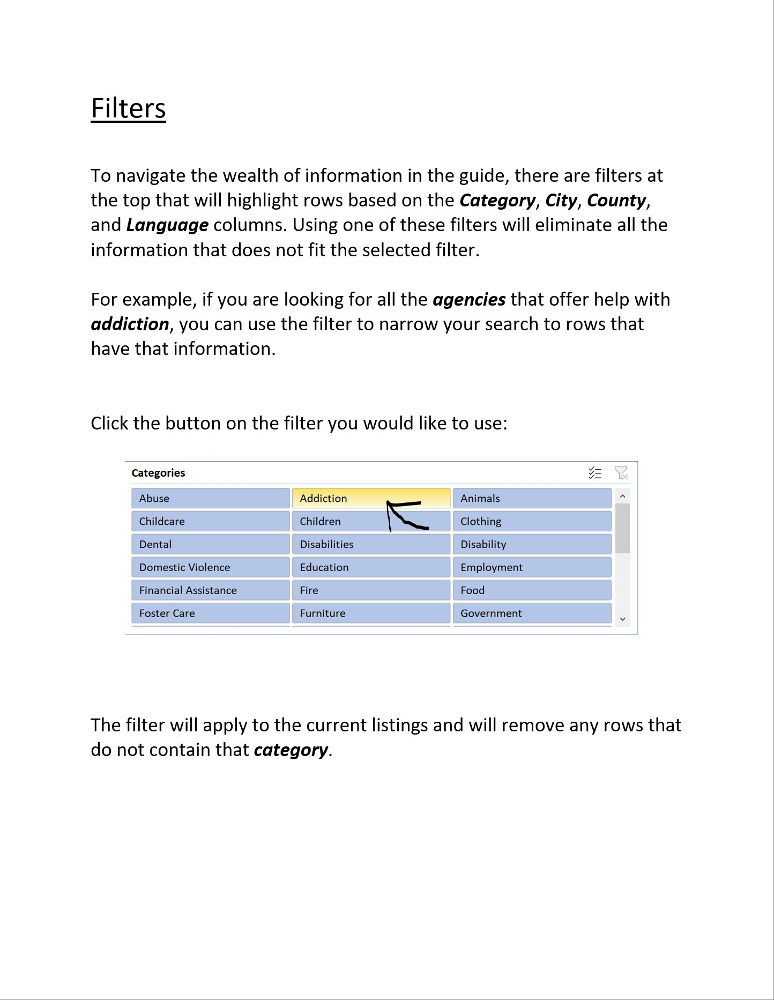 Filters
To navigate the wealth of information in the guide, there are filters at
the top that will highlight rows based on the Category, City, County,
and Language columns. Using one of these filters will eliminate all the
information that does not fit the selected filter.
For example, if you are looking for all the agencies that offer help with
addiction, you can use the filter to narrow your search to rows that
have that information.
Click the button on the filter you would like to use:
Categories
Abuse Addiction Animals
Childcare Children Clothing
Dental Disabilities Disability
Domestic Violence Education Employment
Financial Assistance Fire Food
Foster Care Furniture Government
The filter will apply to the current listings and will remove any rows that
do not contain that category.